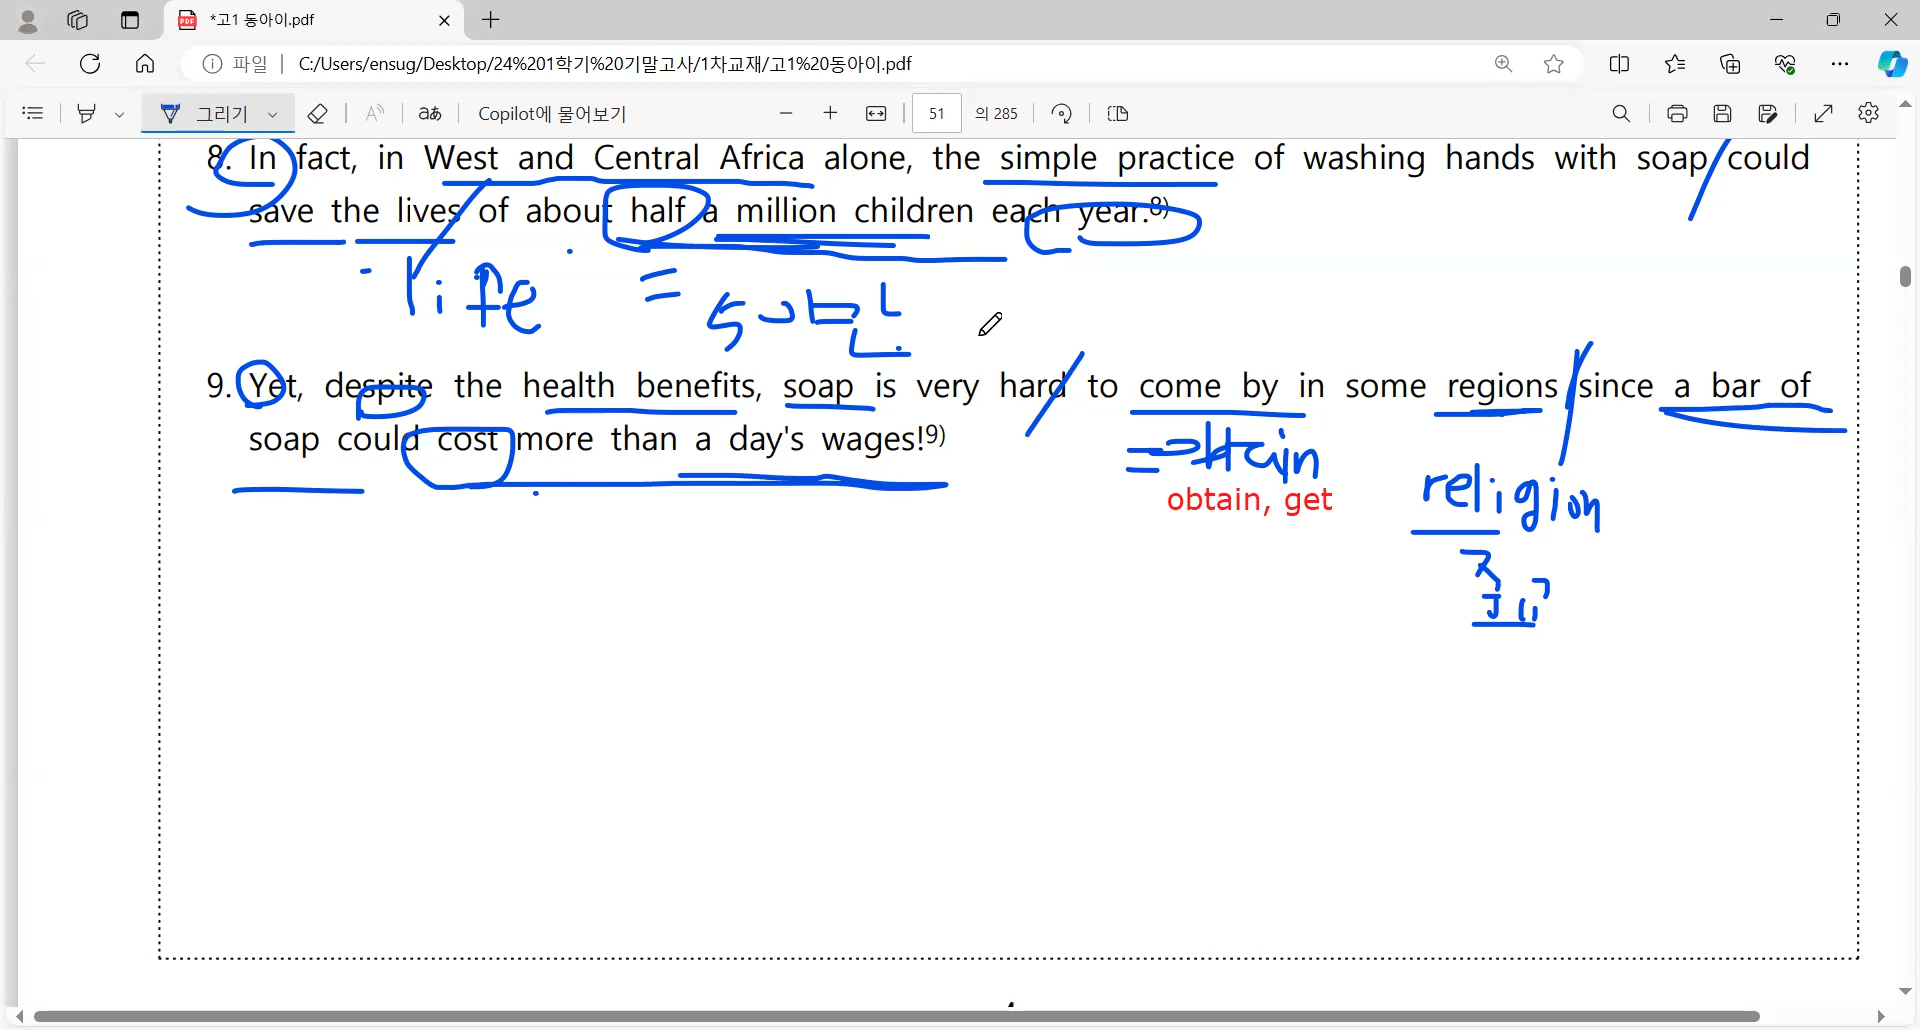 *고1 동아이.pdf
파일
C:/Users/ensug/Desktop/24%201학기%20기말고사/1차교재/고1%20동아이.pdf
그리기
aあ
Copilot에 물어보기
51
의 285
8. In fact, in West and Central Africa alone, the simple practice of washing hands with soap could
save the lives of about half a million children each year.8)
life
=
9. Yet, despite the health benefits, soap is very hard to come by in some regions since a bar of
soap could cost more than a day's wages!9)
=obtain
obtain, get
religion